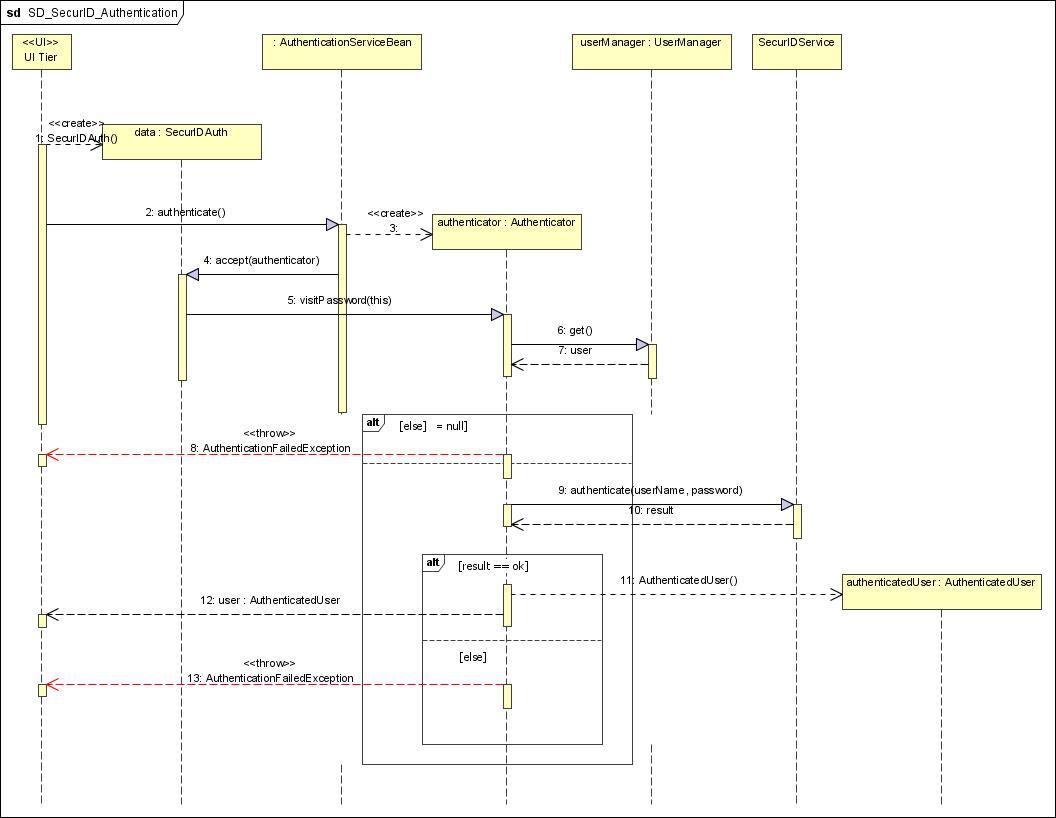 sd SD_SecurID_Authentication
<<UI>>
UI Tier
: AuthenticationServiceBean
userManager : UserManager
SecurIDService
<<create>>
1: SecurIDAuth()
data : SecurIDAuth
2: authenticate()
<<create>>
3:
authenticator : Authenticator
4: accept(authenticator)
5: visitPassword(this)
6: get()
7: user
alt
[else] = null]
<<throw>>
8: AuthenticationFailedException
9: authenticate(userName, password)
10: result
alt
[result == ok]
11: AuthenticatedUser()
authenticatedUser : AuthenticatedUser
12: user : AuthenticatedUser
[else]
<<throw>>
13: AuthenticationFailedException